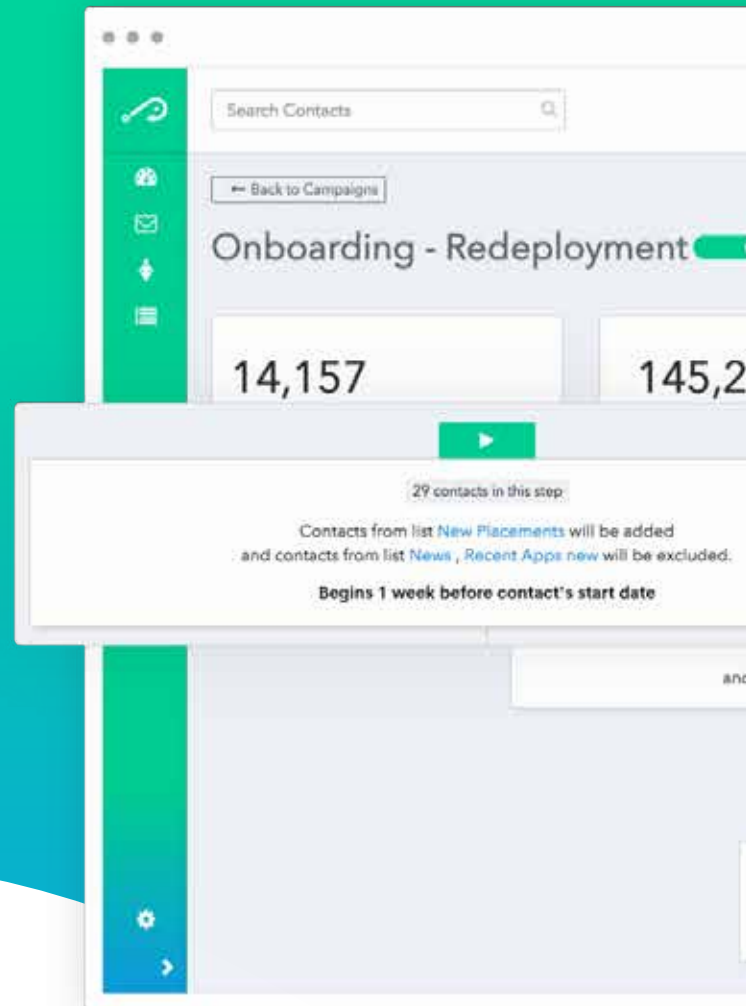 Search Contacts
← Back to Campaigns
Onboarding - Redeployment
14,157
145,2
29 contacts in this step
Contacts from list New Placements will be added
and contacts from list News , Recent Apps new will be excluded.
Begins 1 week before contact's start date
and